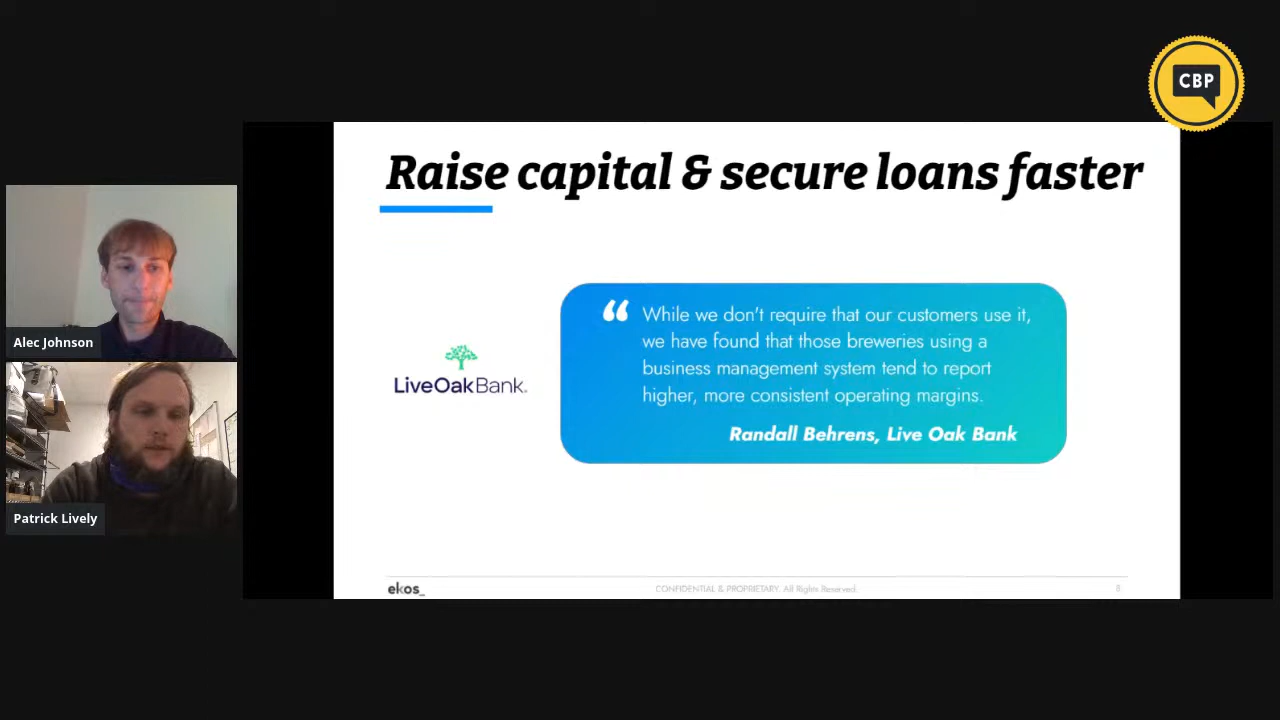 CBP
Raise capital & secure loans faster
Alec Johnson
Patrick Lively
LiveOakBank.
“ While we don't require that our customers use it,
we have found that those breweries using a
business management system tend to report
higher, more consistent operating margins.
Randall Behrens, Live Oak Bank
ekos_
CONFIDENTIAL & PROPRIETARY. All Rights Reserved.
8